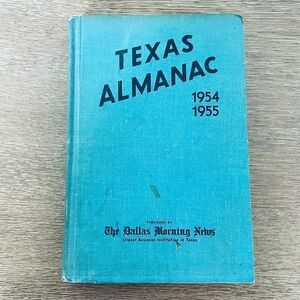 TEXAS
ALMANAC
1954
1955
PUBLISHED BY
The Dallas Morning News
Oldest Business Institution in Texas